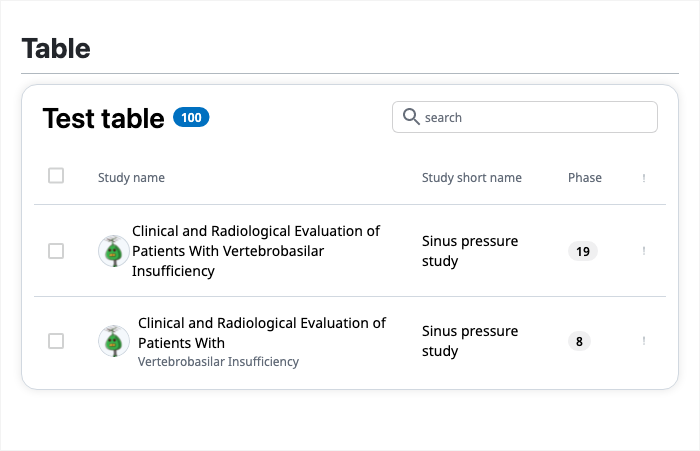 Table
Test table 100
search
Study name Study short name Phase !
Clinical and Radiological Evaluation of
Patients With Vertebrobasilar
Insufficiency
Sinus pressure
study
19 !
Clinical and Radiological Evaluation of
Patients With
Vertebrobasilar Insufficiency
Sinus pressure
study
8 !